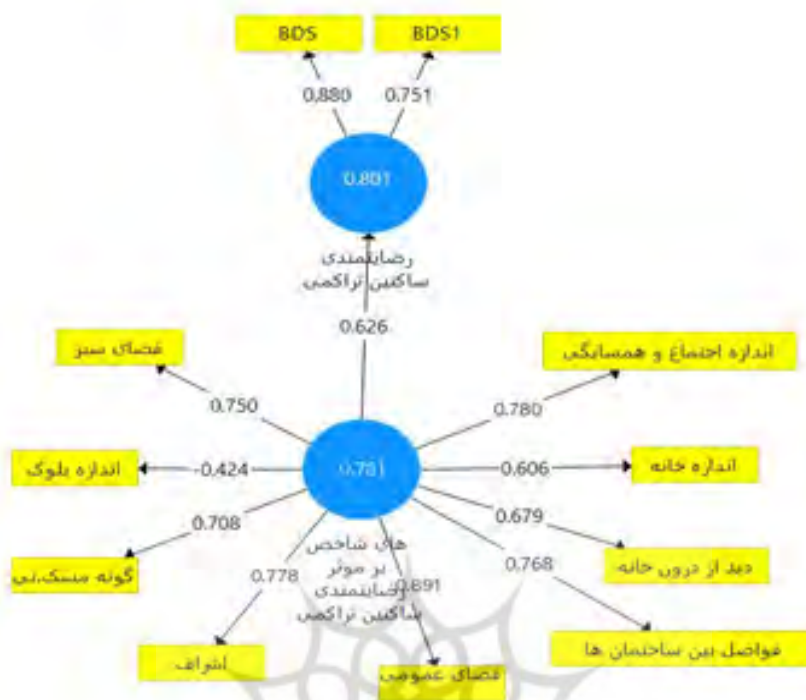 BDS
BDS1
0.880
0.751
0.801
رضایتمندی
ساکنین تراکمی
0.626
فضای سبز
اندازه اجتماع و همسایگی
0.750
0.780
اندازه بلوک
-0.424
0.781
0.606
اندازه خانه
0.708
0.679
گونه مسکنی
0.778
های شاخص
بر موثر
رضایتمندی
ساکنین تراکمی
0.691
0.768
دید از درون خانه
اشراف
فضای عمومی
فواصل بین ساختمان ها